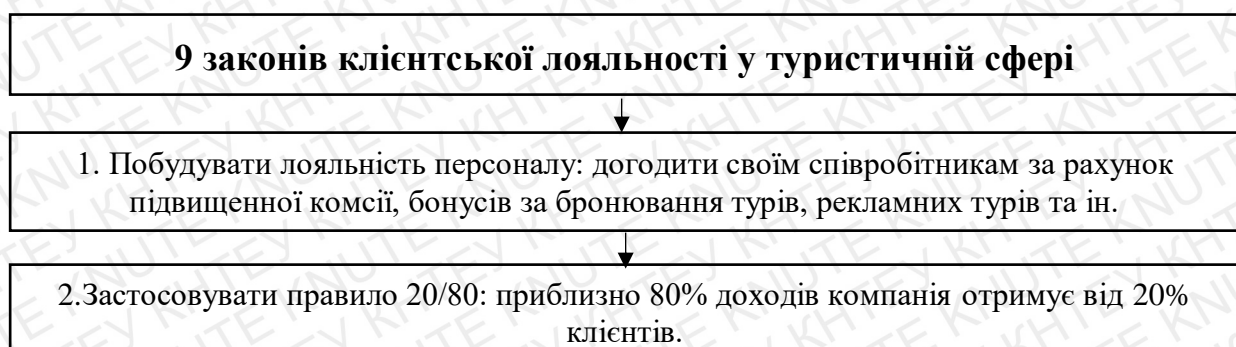 9 законів клієнтської лояльності у туристичній сфері
1. Побудувати лояльність персоналу: догодити своїм співробітникам за рахунок
підвищенної комсії, бонусів за бронювання турів, рекламних турів та ін.
2.Застосовувати правило 20/80: приблизно 80% доходів компанія отримує від 20%
клієнтів.